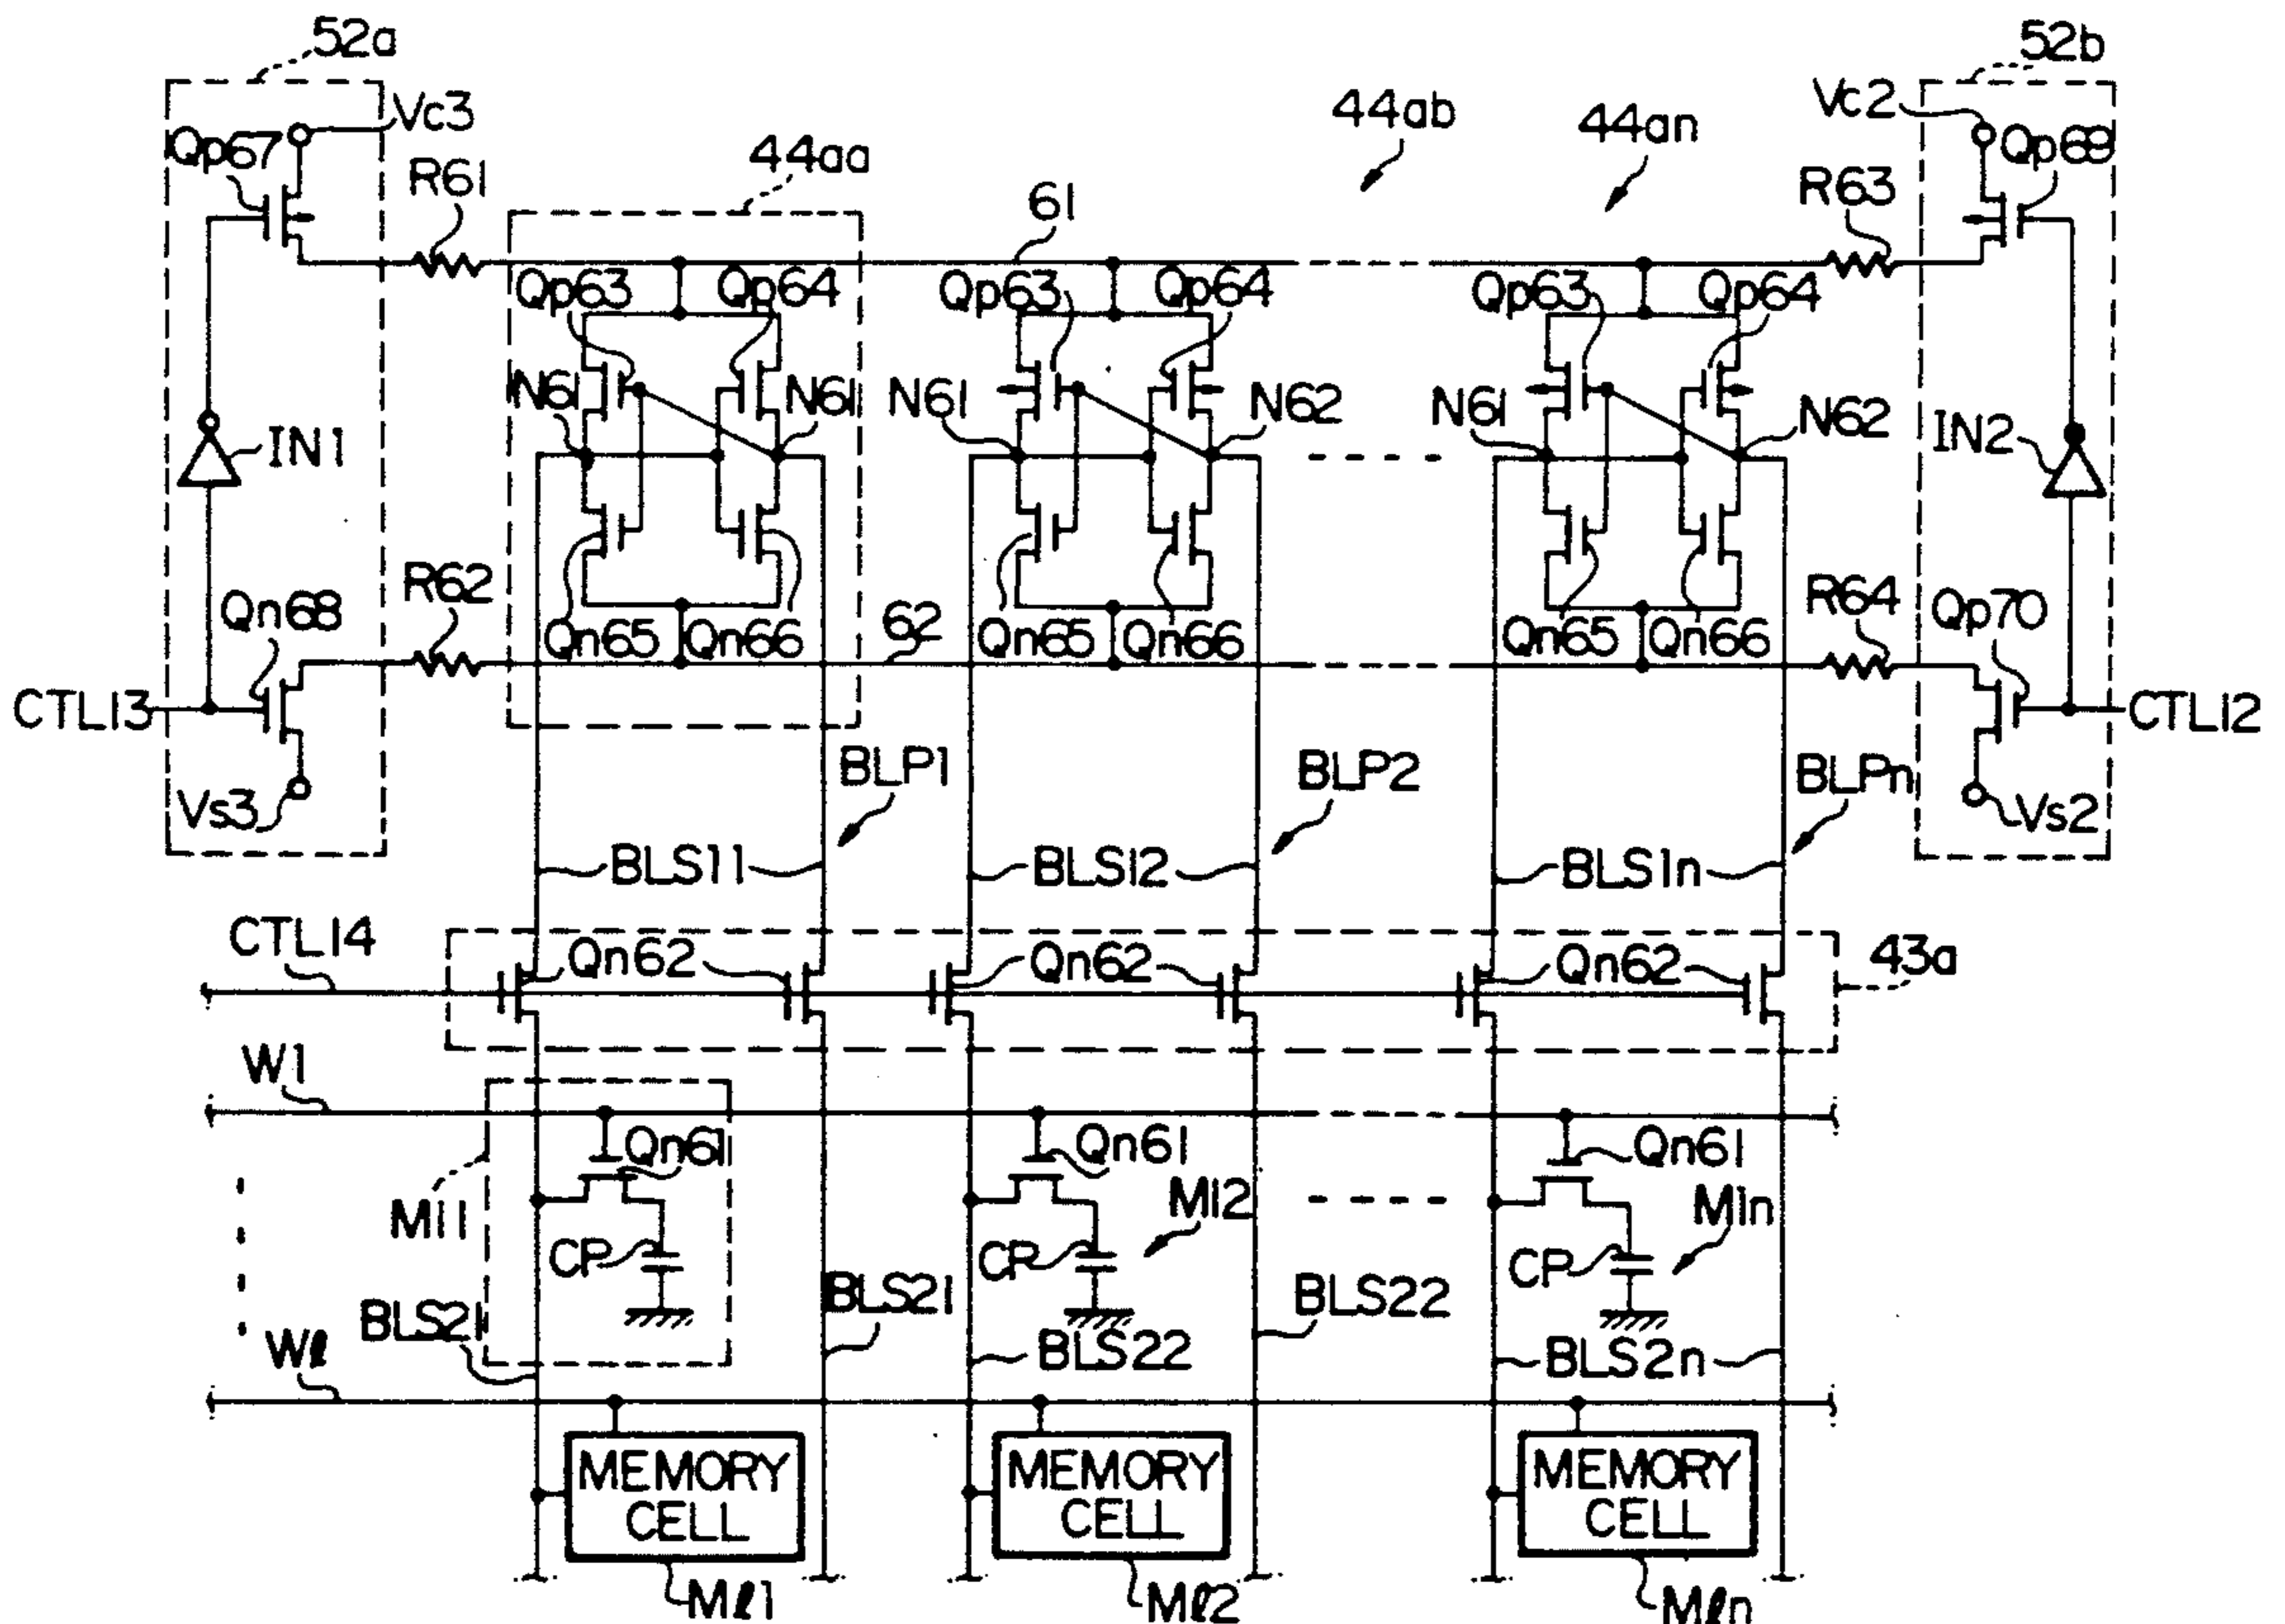 52a
52b
Vc3
Vc2
44ab
44an
Qp67
Qp69
44aa
R61
61
R63
Qp63
Qp64
Qp63
Qp64
Qp63
Qp64
N61
N61
N61
N62
N61
N62
IN1
IN2
Qn68
R62
R64
Qp70
Qn65
Qn66
62
Qn65
Qn66
Qn65
Qn66
CTL13
CTL12
BLP1
BLP2
BLPn
Vs3
Vs2
BLS11
BLS12
BLS1n
CTL14
Qn62
Qn62
Qn62
43a
W1
Qn61
Qn61
Qn61
M11
M12
M1n
CP
CP
CP
BLS21
BLS21
BLS22
BLS22
BLS2n
Wℓ
MEMORY
CELL
MEMORY
CELL
MEMORY
CELL
Mℓ1
Mℓ2
Mℓn